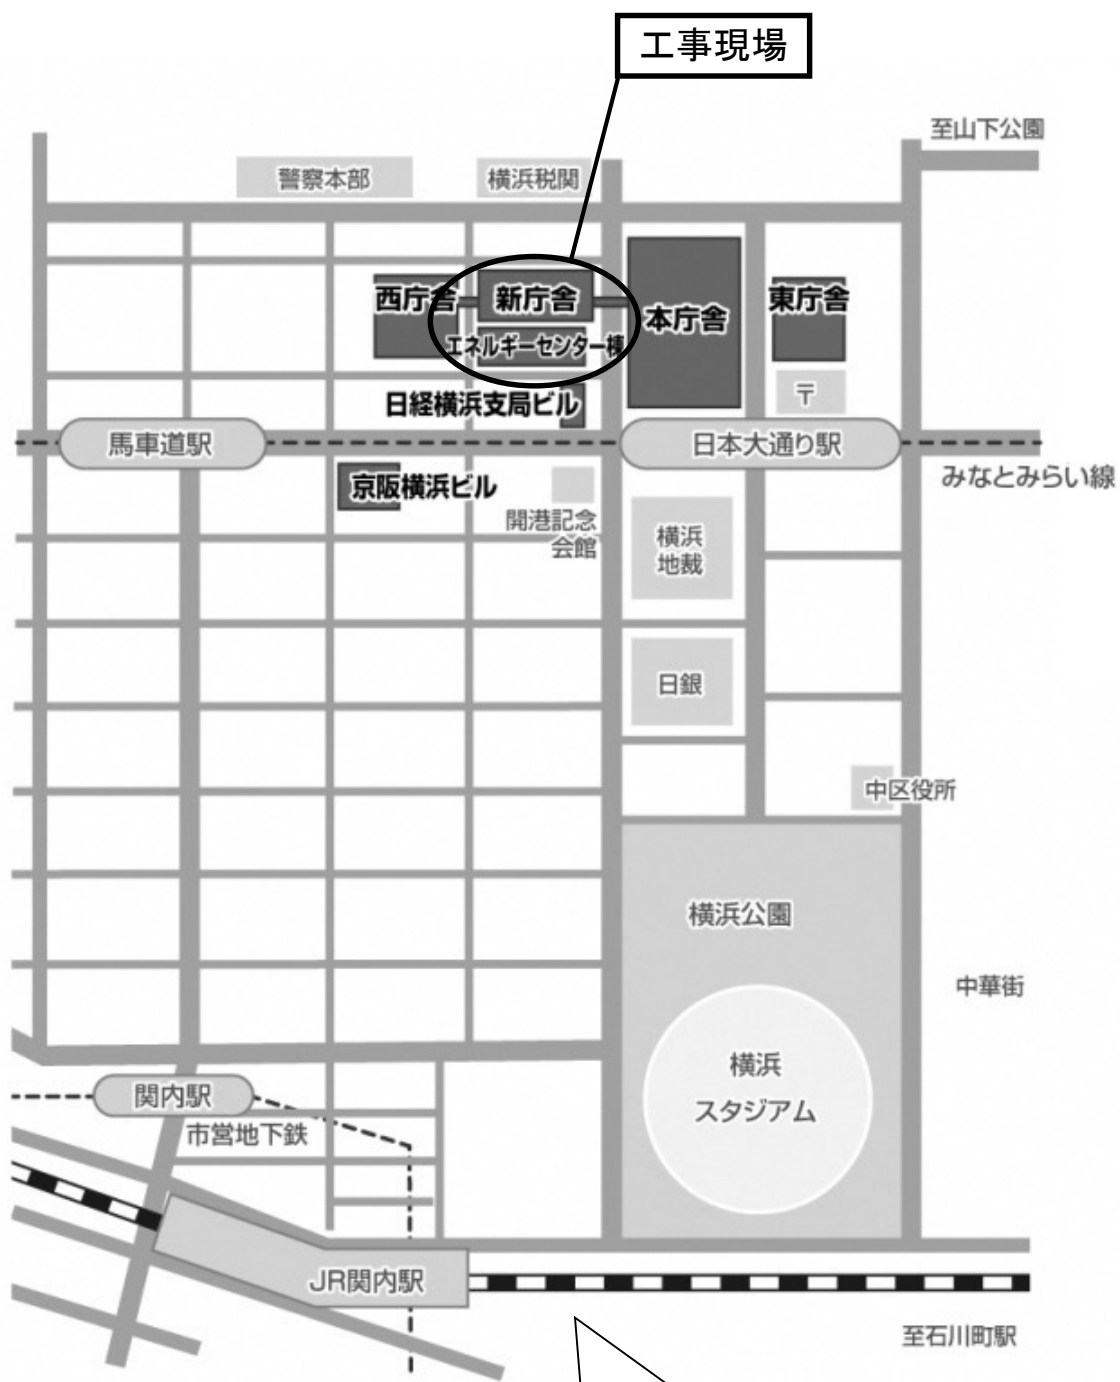 工事現場
至山下公園
警察本部
横浜税関
西庁舎
新庁舎
本庁舎
東庁舎
エネルギーセンター棟
〒
日経横浜支局ビル
馬車道駅
日本大通り駅
みなとみらい線
京阪横浜ビル
開港記念
会館
横浜
地裁
日銀
中区役所
横浜公園
中華街
横浜
スタジアム
関内駅
市営地下鉄
JR関内駅
至石川町駅